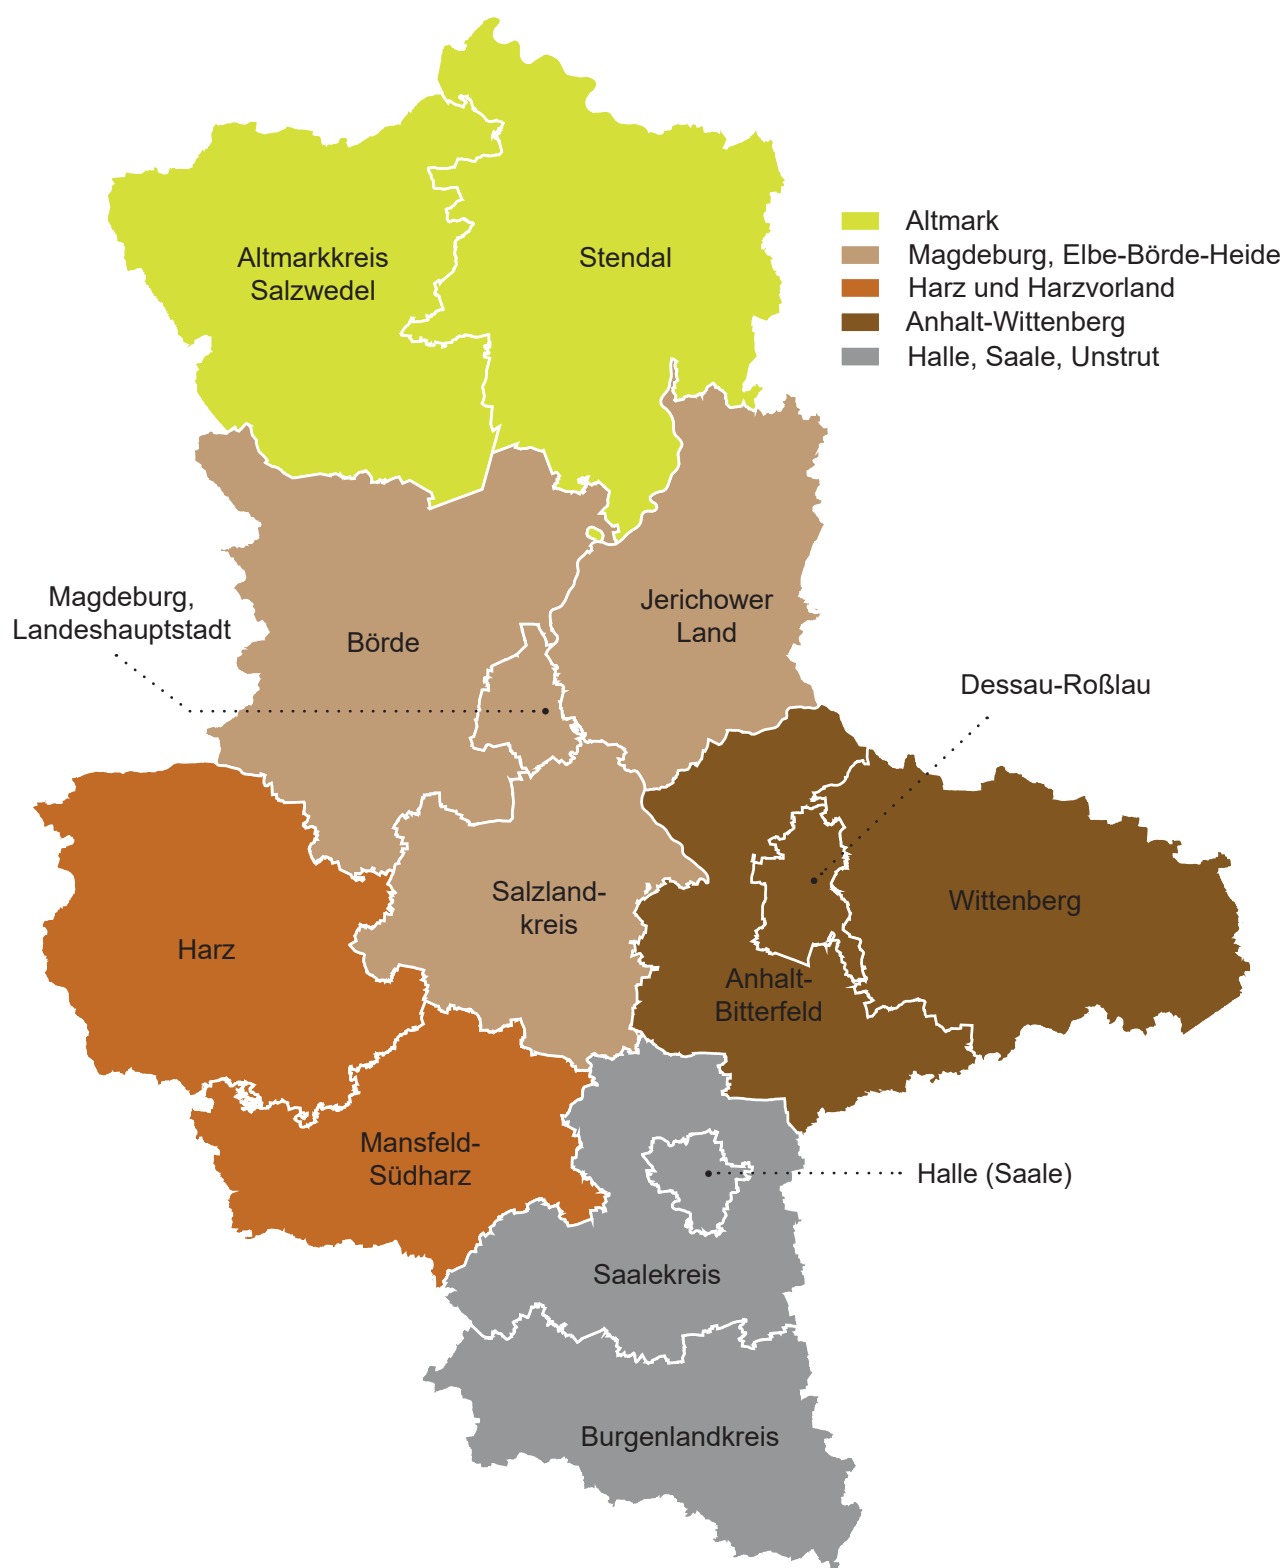 Altmarkkreis
Salzwedel
Stendal
Altmark
Magdeburg, Elbe-Börde-Heide
Harz und Harzvorland
Anhalt-Wittenberg
Halle, Saale, Unstrut
Magdeburg,
Landeshauptstadt
Börde
Jerichower
Land
Dessau-Roßlau
Salzland-
kreis
Wittenberg
Harz
Anhalt-
Bitterfeld
Mansfeld-
Südharz
Halle (Saale)
Saalekreis
Burgenlandkreis